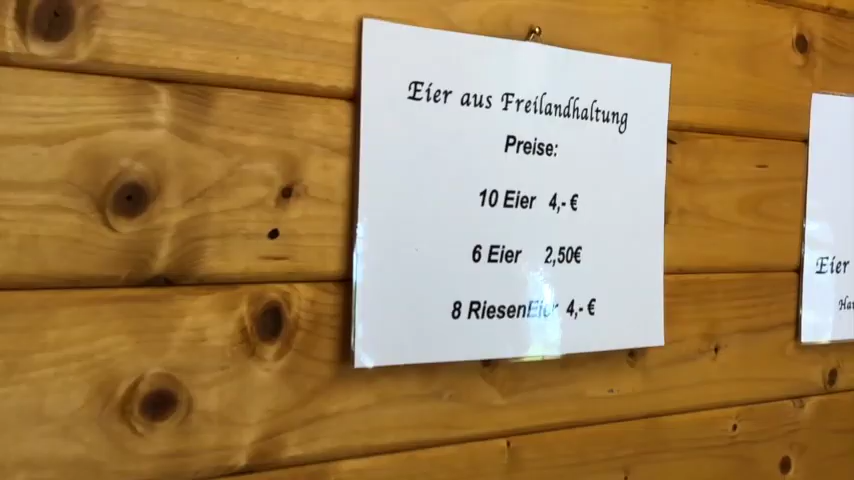 Eier aus Freilandhaltung
Preise:
10 Eier 4,- €
6 Eier 2,50€
8 RiesenEier 4,- €
Eier